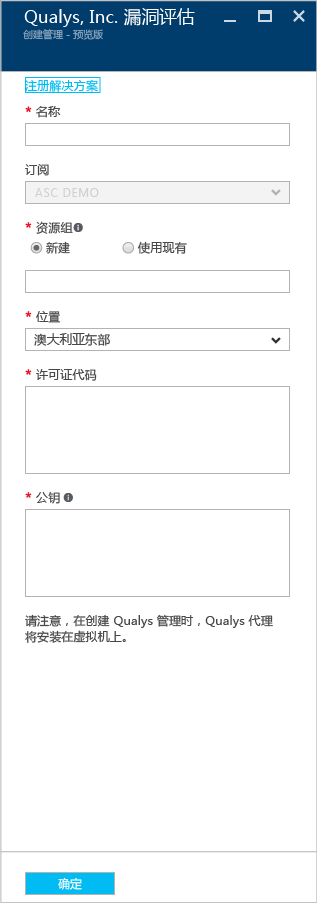 Qualys, Inc. 漏洞评估
创建管理 - 预览版
注册解决方案
* 名称
订阅
ASC DEMO
* 资源组
新建 使用现有
* 位置
澳大利亚东部
* 许可证代码
* 公钥
请注意，在创建 Qualys 管理时，Qualys 代理
将安装在虚拟机上。
确定